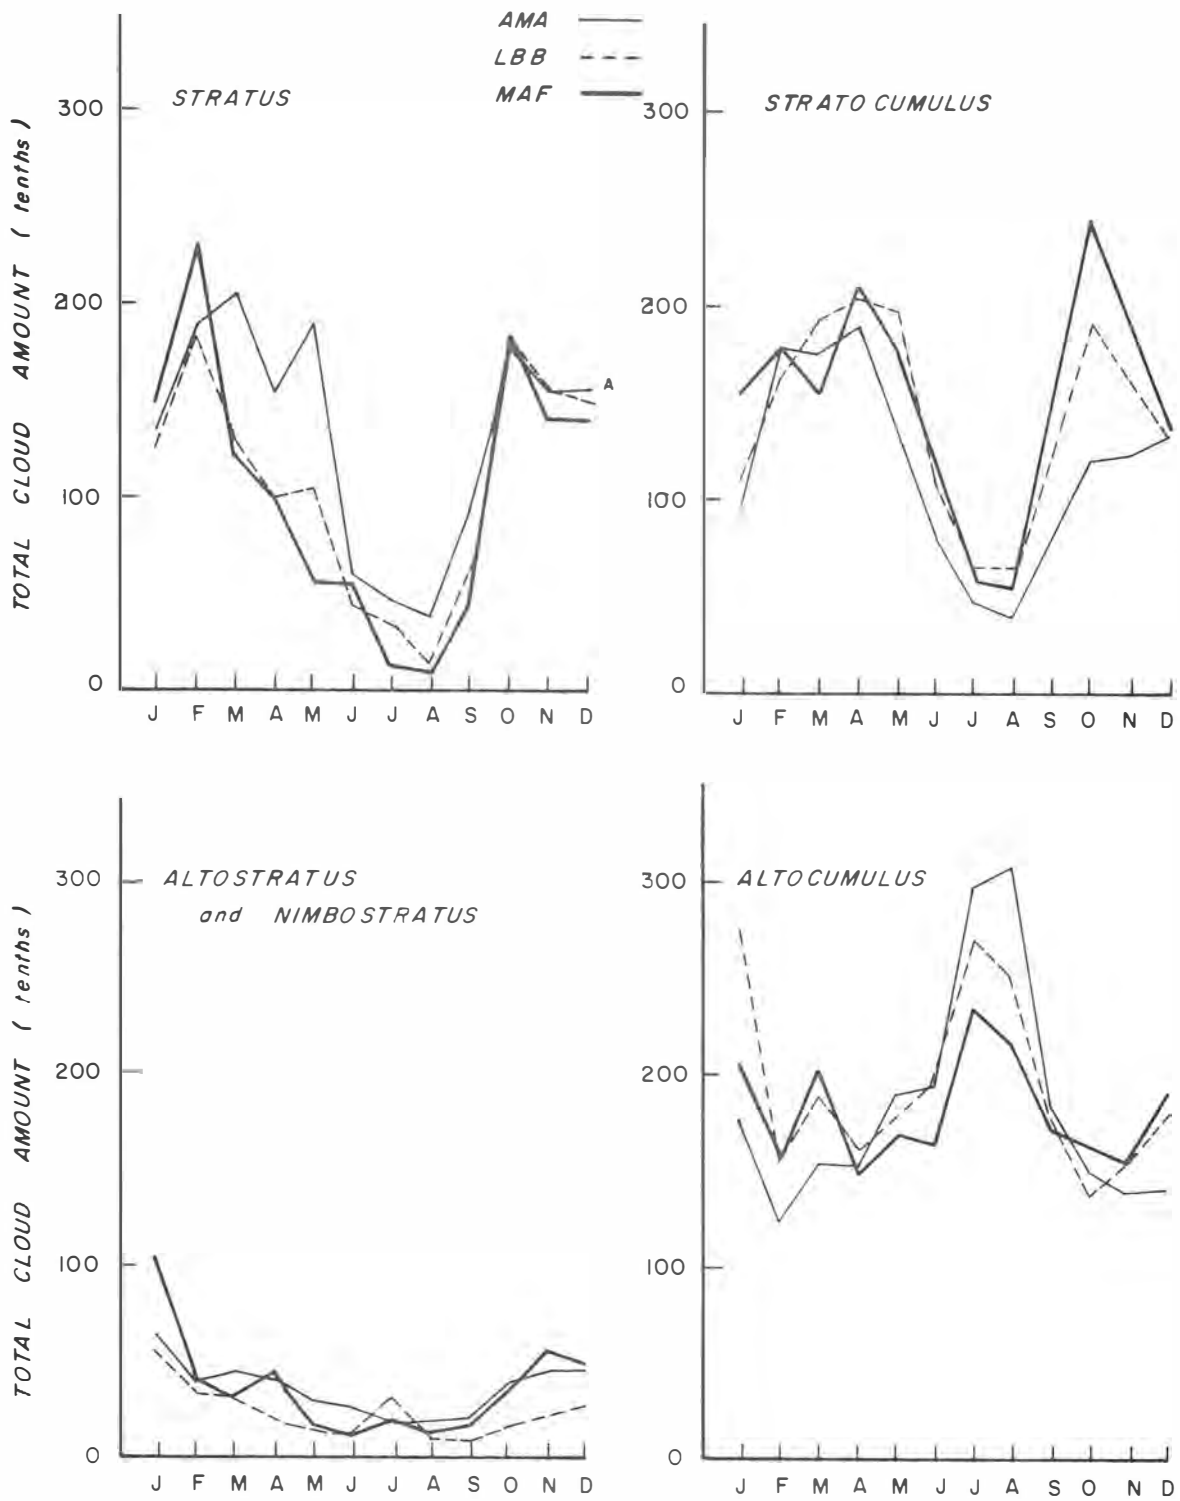 AMA
LBB
MAF
STRATUS
TOTAL CLOUD AMOUNT ( tenths )
300
200
100
0
A
J F M A M J J A S O N D
STRATO CUMULUS
300
200
100
0
J F M A M J J A S O N D
ALTOSTRATUS
and NIMBOSTRATUS
TOTAL CLOUD AMOUNT ( tenths )
300
200
100
0
J F M A M J J A S O N D
ALTOCUMULUS
300
200
100
0
J F M A M J J A S O N D